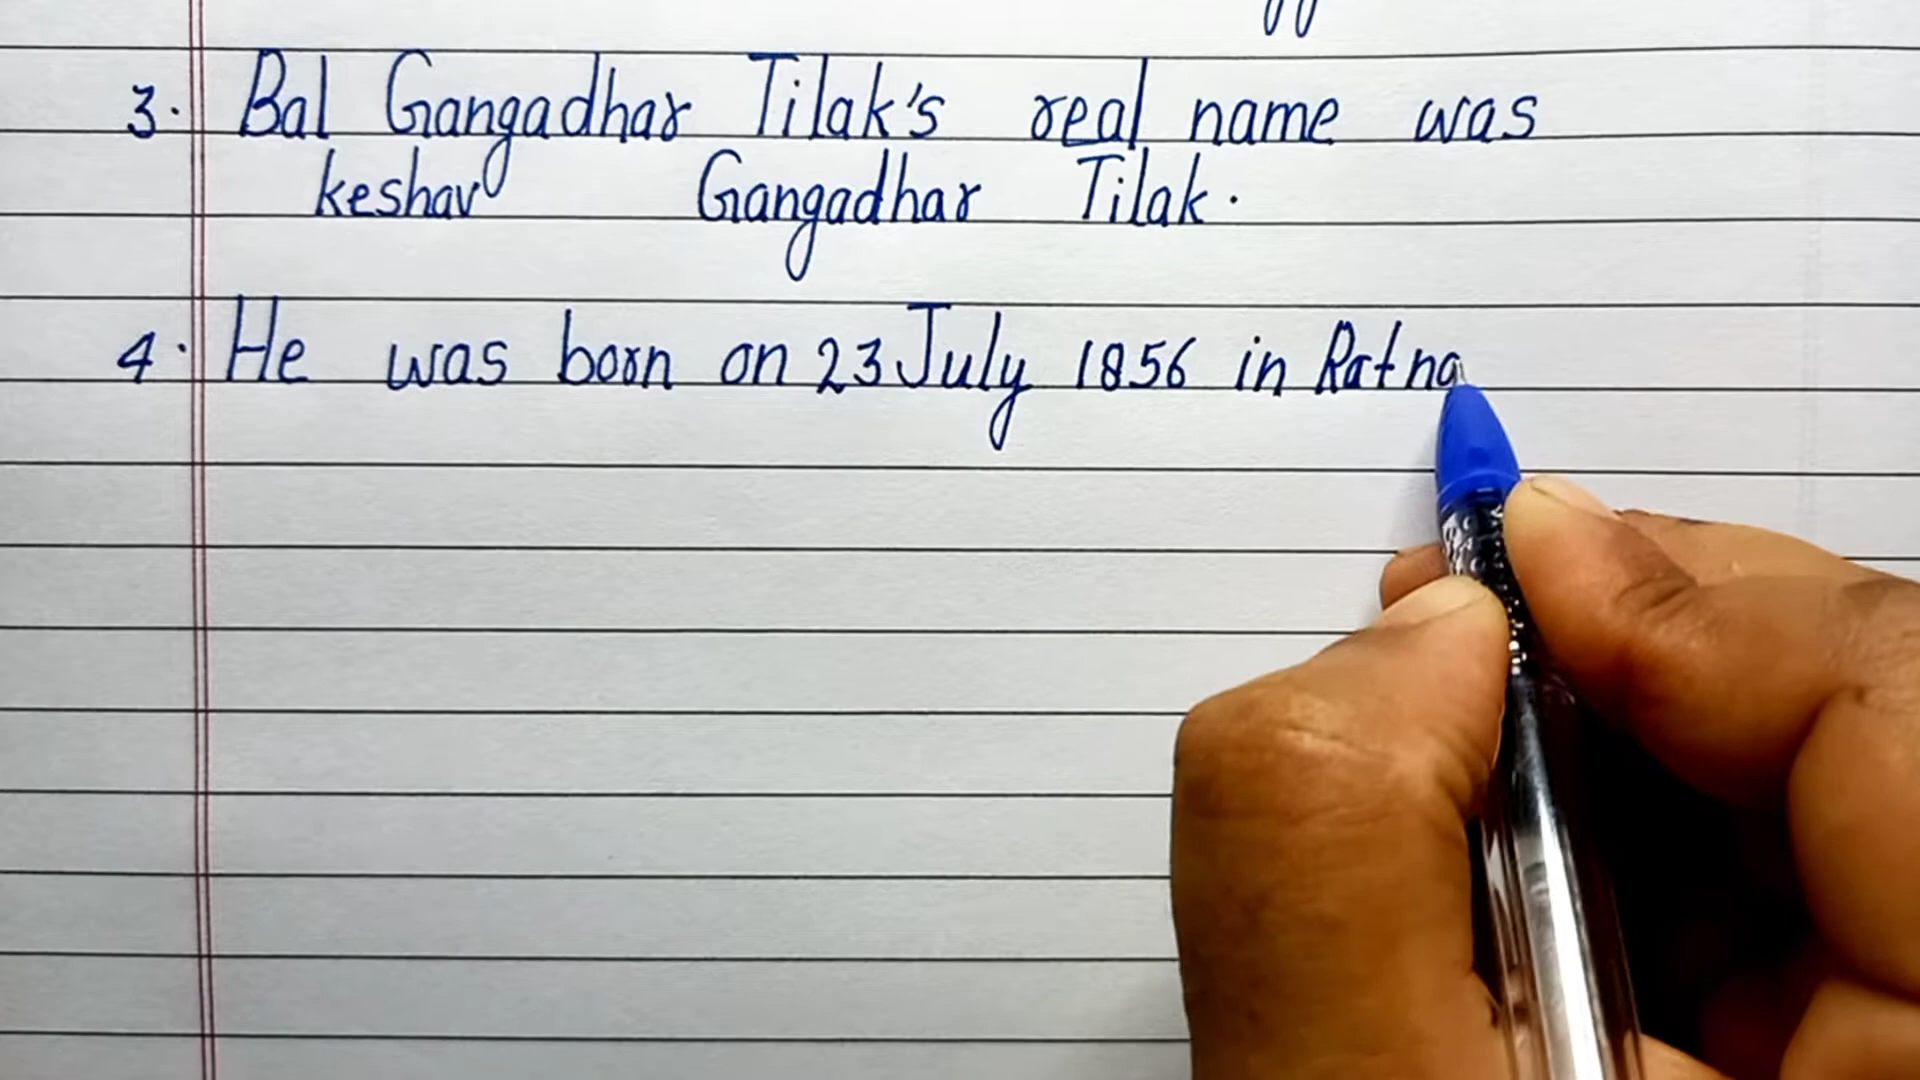 3. Bal Gangadhar Tilak's real name was
keshav Gangadhar Tilak.
4. He was born on 23 July 1856 in Ratna